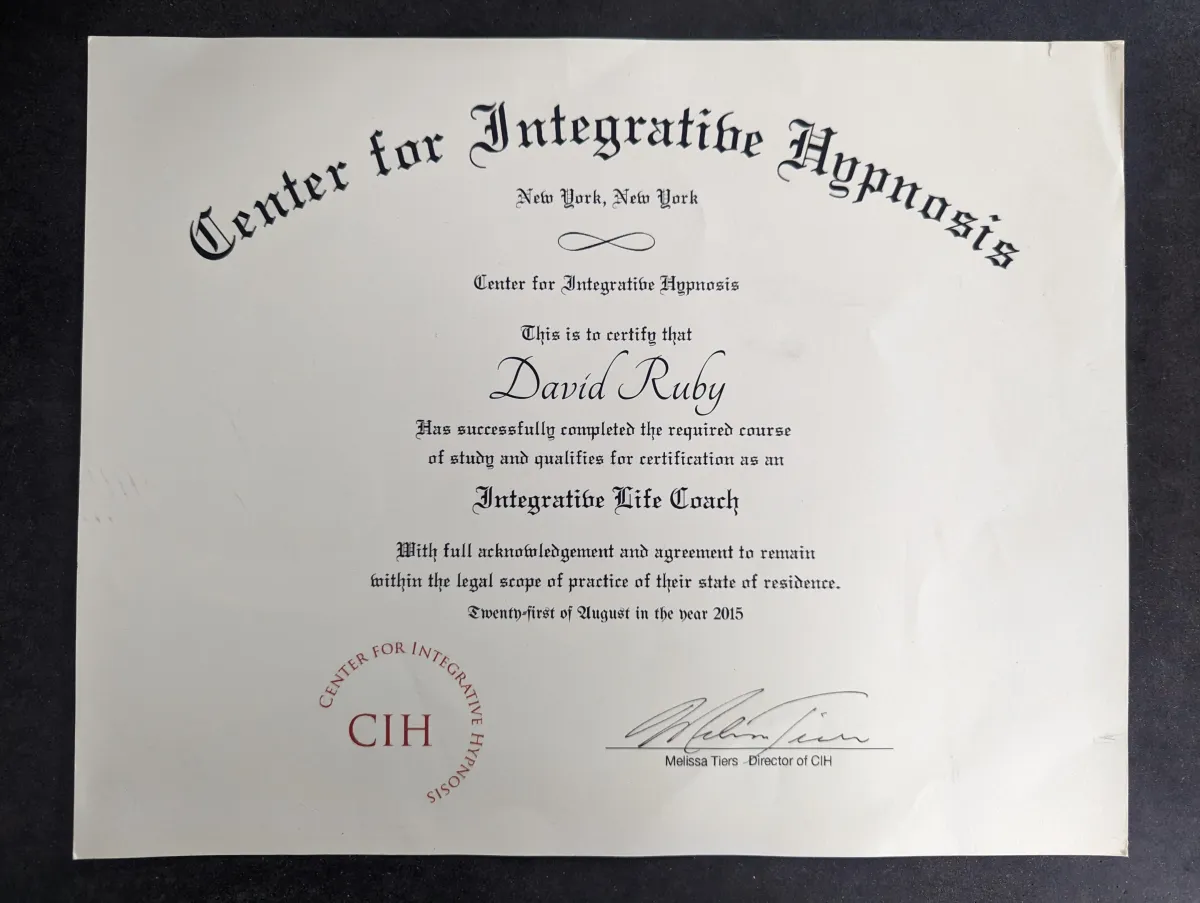 Center for Integrative Hypnosis
New York, New York
Center for Integrative Hypnosis
This is to certify that
David Ruby
Has successfully completed the required course
of study and qualifies for certification as an
Integrative Life Coach
With full acknowledgement and agreement to remain
within the legal scope of practice of their state of residence.
Twenty-first of August in the year 2015
CENTER FOR INTEGRATIVE HYPNOSIS
CIH
Melissa Tiers
Melissa Tiers - Director of CIH